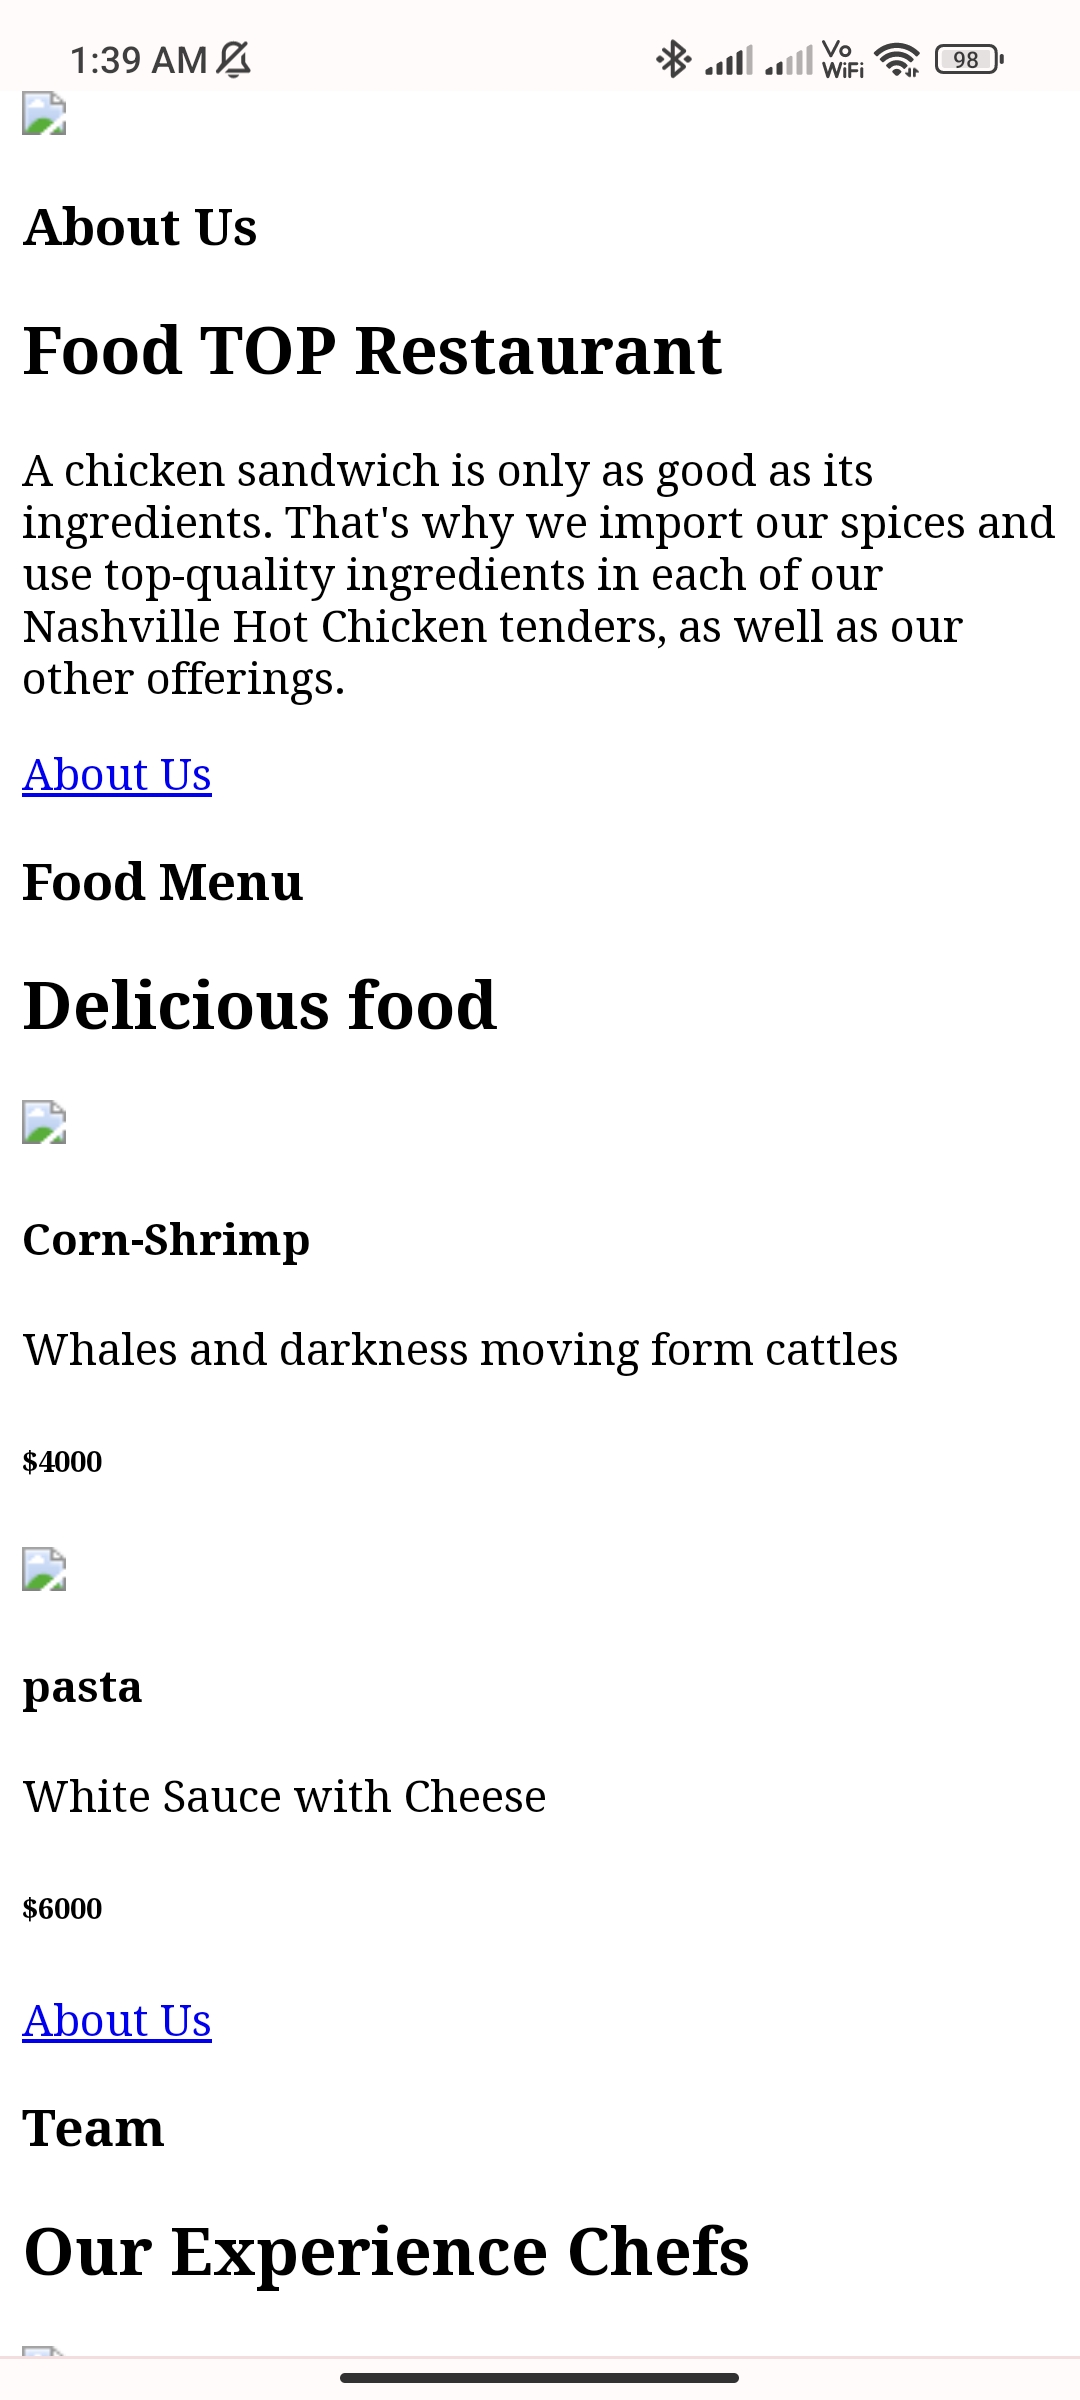 1:39 AM
Vo
WiFi
98
About Us
Food TOP Restaurant
A chicken sandwich is only as good as its
ingredients. That's why we import our spices and
use top-quality ingredients in each of our
Nashville Hot Chicken tenders, as well as our
other offerings.
About Us
Food Menu
Delicious food
Corn-Shrimp
Whales and darkness moving form cattles
$4000
pasta
White Sauce with Cheese
$6000
About Us
Team
Our Experience Chefs